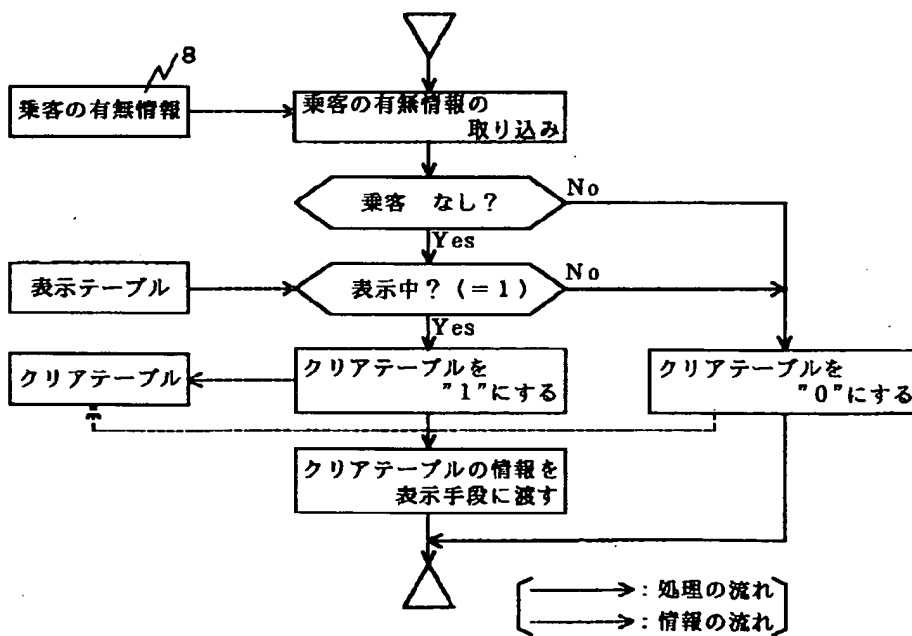 8
乗客の有無情報
乗客の有無情報の
取り込み
乗客 なし？
No
Yes
表示テーブル
表示中？(＝1)
No
Yes
クリアテーブル
クリアテーブルを
"1"にする
クリアテーブルを
"0"にする
クリアテーブルの情報を
表示手段に渡す
：処理の流れ
：情報の流れ